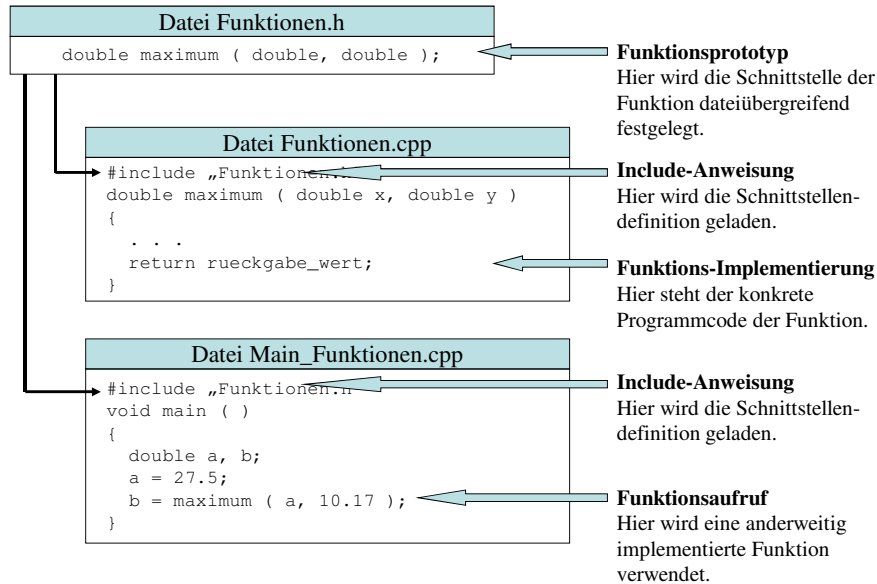 Datei Funktionen.h
double maximum ( double, double );
Funktionsprototyp
Hier wird die Schnittstelle der
Funktion dateiübergreifend
festgelegt.
Datei Funktionen.cpp
#include „Funktionen.
double maximum ( double x, double y )
{
. . .
return rueckgabe_wert;
}
Include-Anweisung
Hier wird die Schnittstellen-
definition geladen.
Funktions-Implementierung
Hier steht der konkrete
Programmcode der Funktion.
Datei Main_Funktionen.cpp
#include „Funktionen.h
void main ( )
{
double a, b;
a = 27.5;
b = maximum ( a, 10.17 );
}
Include-Anweisung
Hier wird die Schnittstellen-
definition geladen.
Funktionsaufruf
Hier wird eine anderweitig
implementierte Funktion
verwendet.